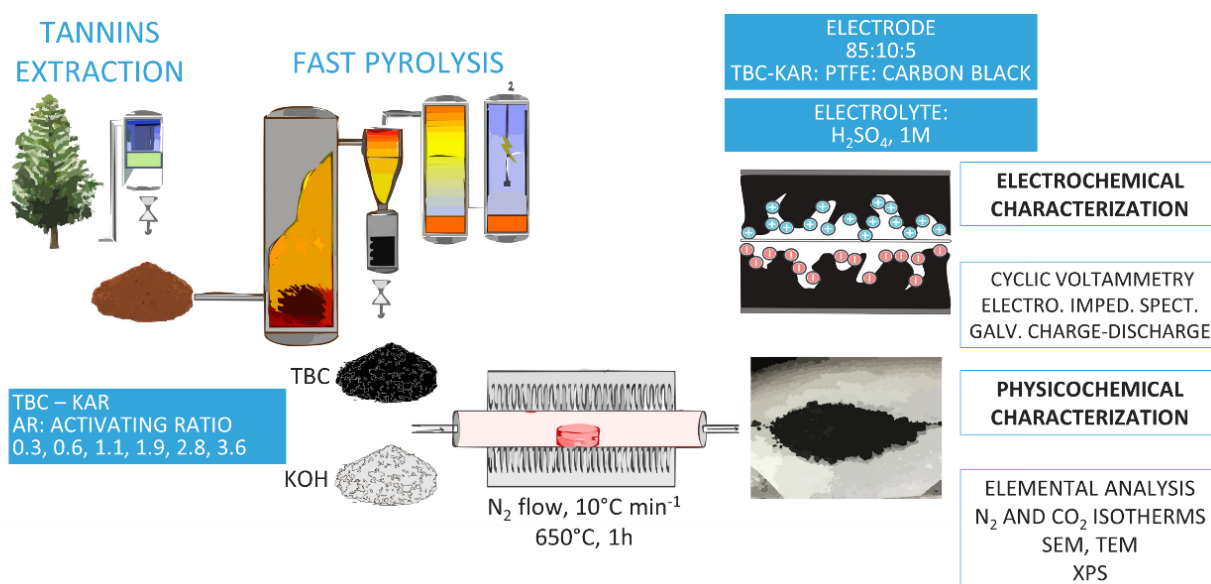 TANNINS
EXTRACTION
FAST PYROLYSIS
2
ELECTRODE
85:10:5
TBC-KAR: PTFE: CARBON BLACK
ELECTROLYTE:
H₂SO₄, 1M
ELECTROCHEMICAL
CHARACTERIZATION
CYCLIC VOLTAMMETRY
ELECTRO. IMPED. SPECT.
GALV. CHARGE-DISCHARGE
TBC
TBC – KAR
AR: ACTIVATING RATIO
0.3, 0.6, 1.1, 1.9, 2.8, 3.6
KOH
N₂ flow, 10°C min⁻¹
650°C, 1h
PHYSICOCHEMICAL
CHARACTERIZATION
ELEMENTAL ANALYSIS
N₂ AND CO₂ ISOTHERMS
SEM, TEM
XPS